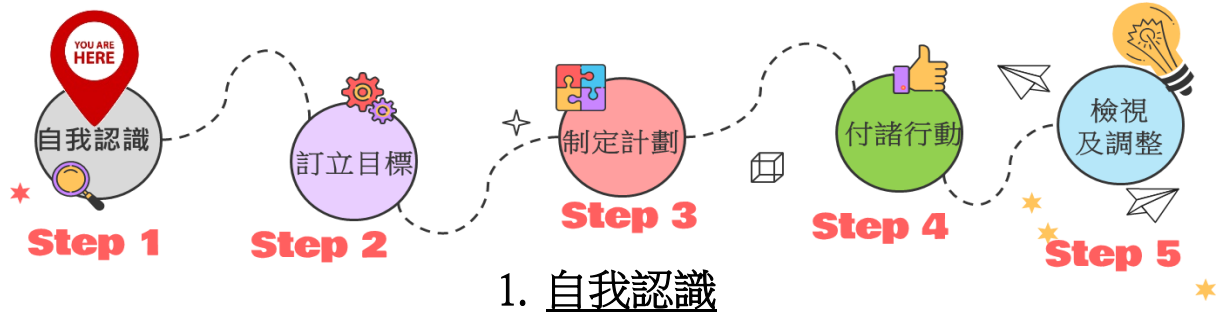 YOU ARE
HERE
自我認識
Step 1
訂立目標
Step 2
制定計劃
Step 3
付諸行動
Step 4
檢視
及調整
Step 5
1. 自我認識